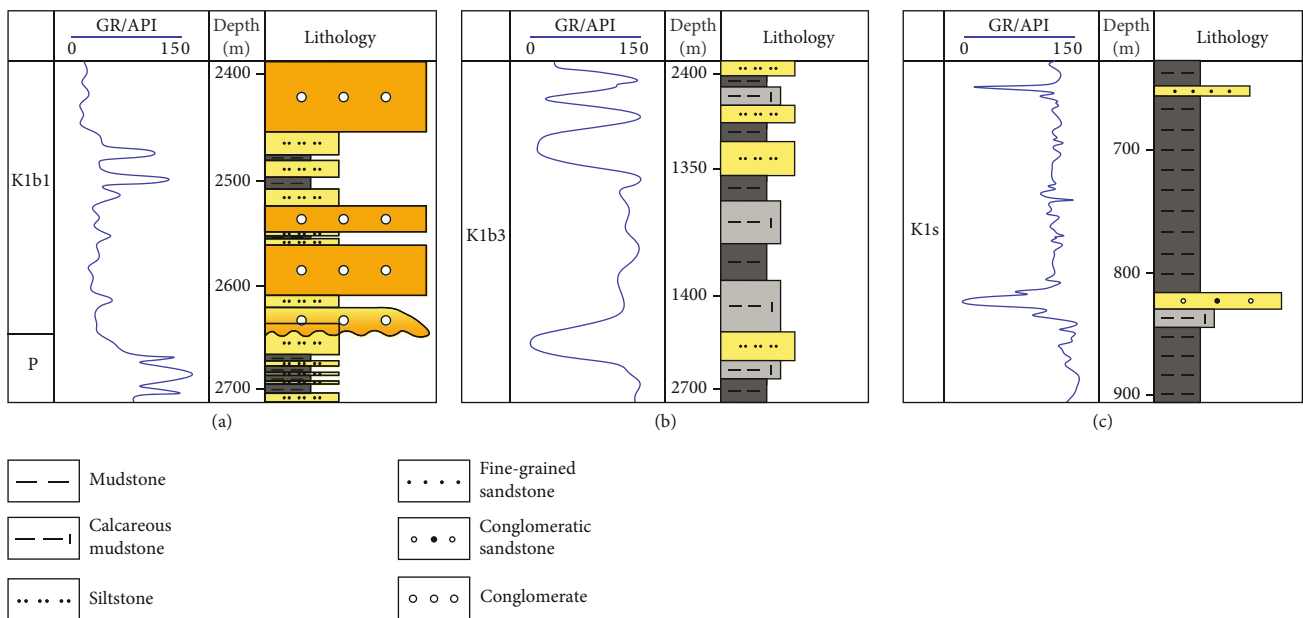 GR/API
0 150
Depth
(m)
Lithology
K1b1
P
2400
2500
2600
2700
(a)
GR/API
0 150
Depth
(m)
Lithology
K1b3
2400
1350
1400
2700
(b)
GR/API
0 150
Depth
(m)
Lithology
K1s
700
800
900
(c)
Mudstone
Calcareous
mudstone
Siltstone
Fine-grained
sandstone
Conglomeratic
sandstone
Conglomerate